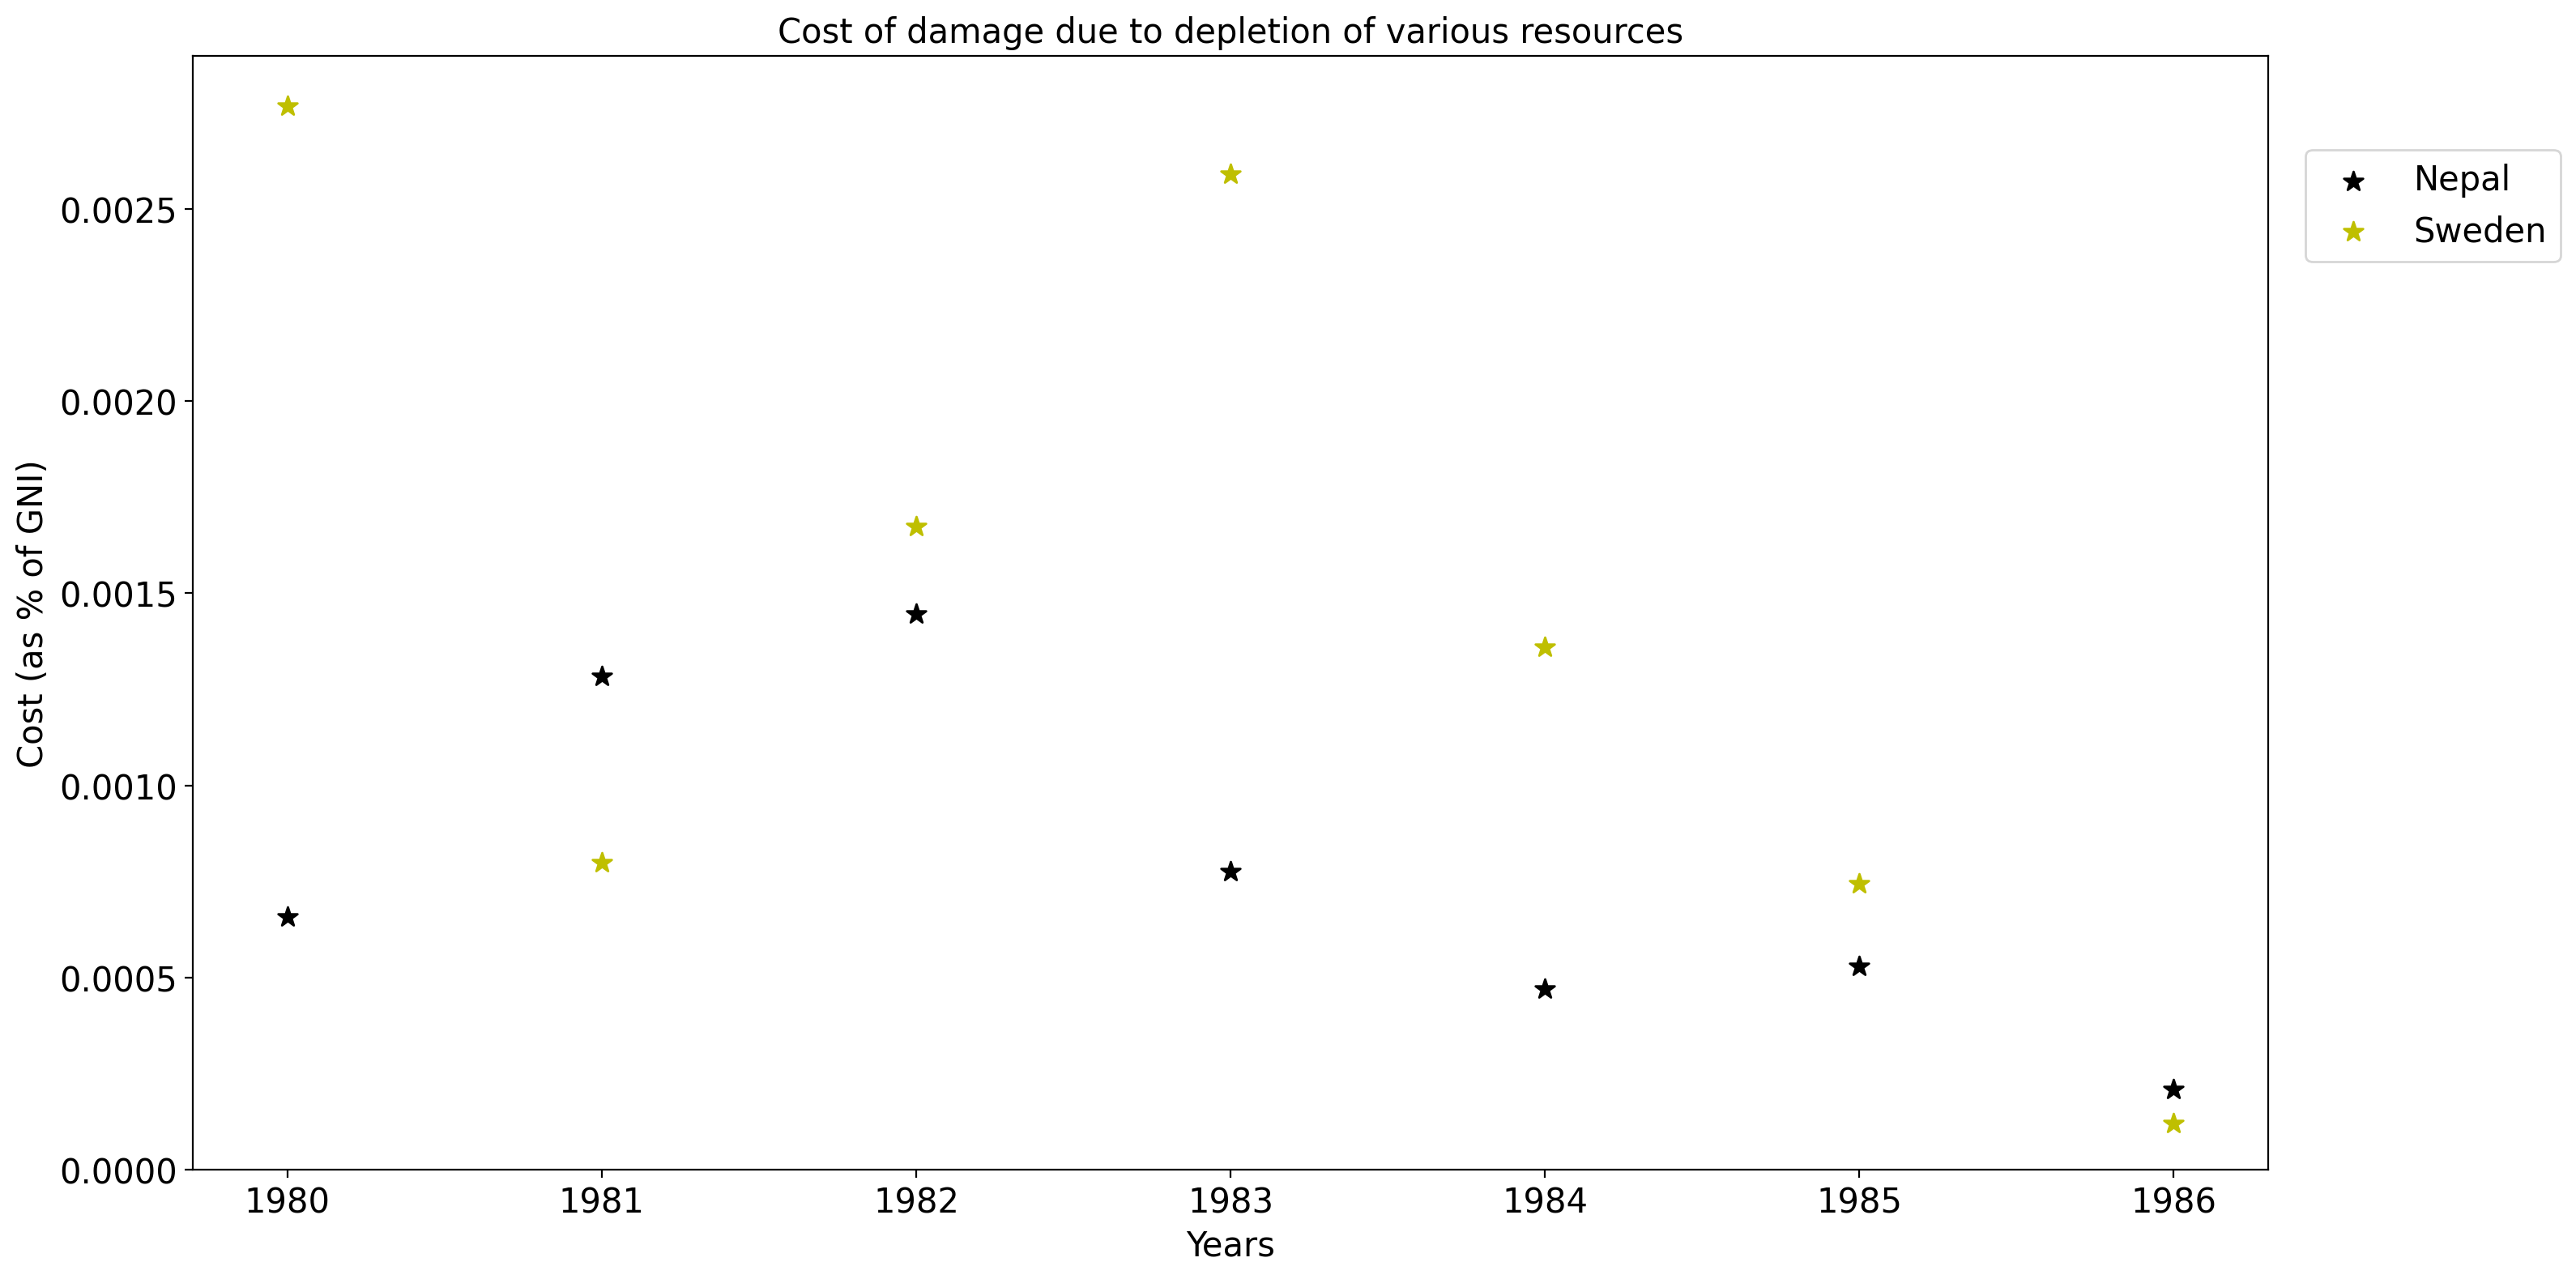 Cost of damage due to depletion of various resources
Cost (as % of GNI)
0.0025
0.0020
0.0015
0.0010
0.0005
0.0000
1980 1981 1982 1983 1984 1985 1986
Years
Nepal
Sweden